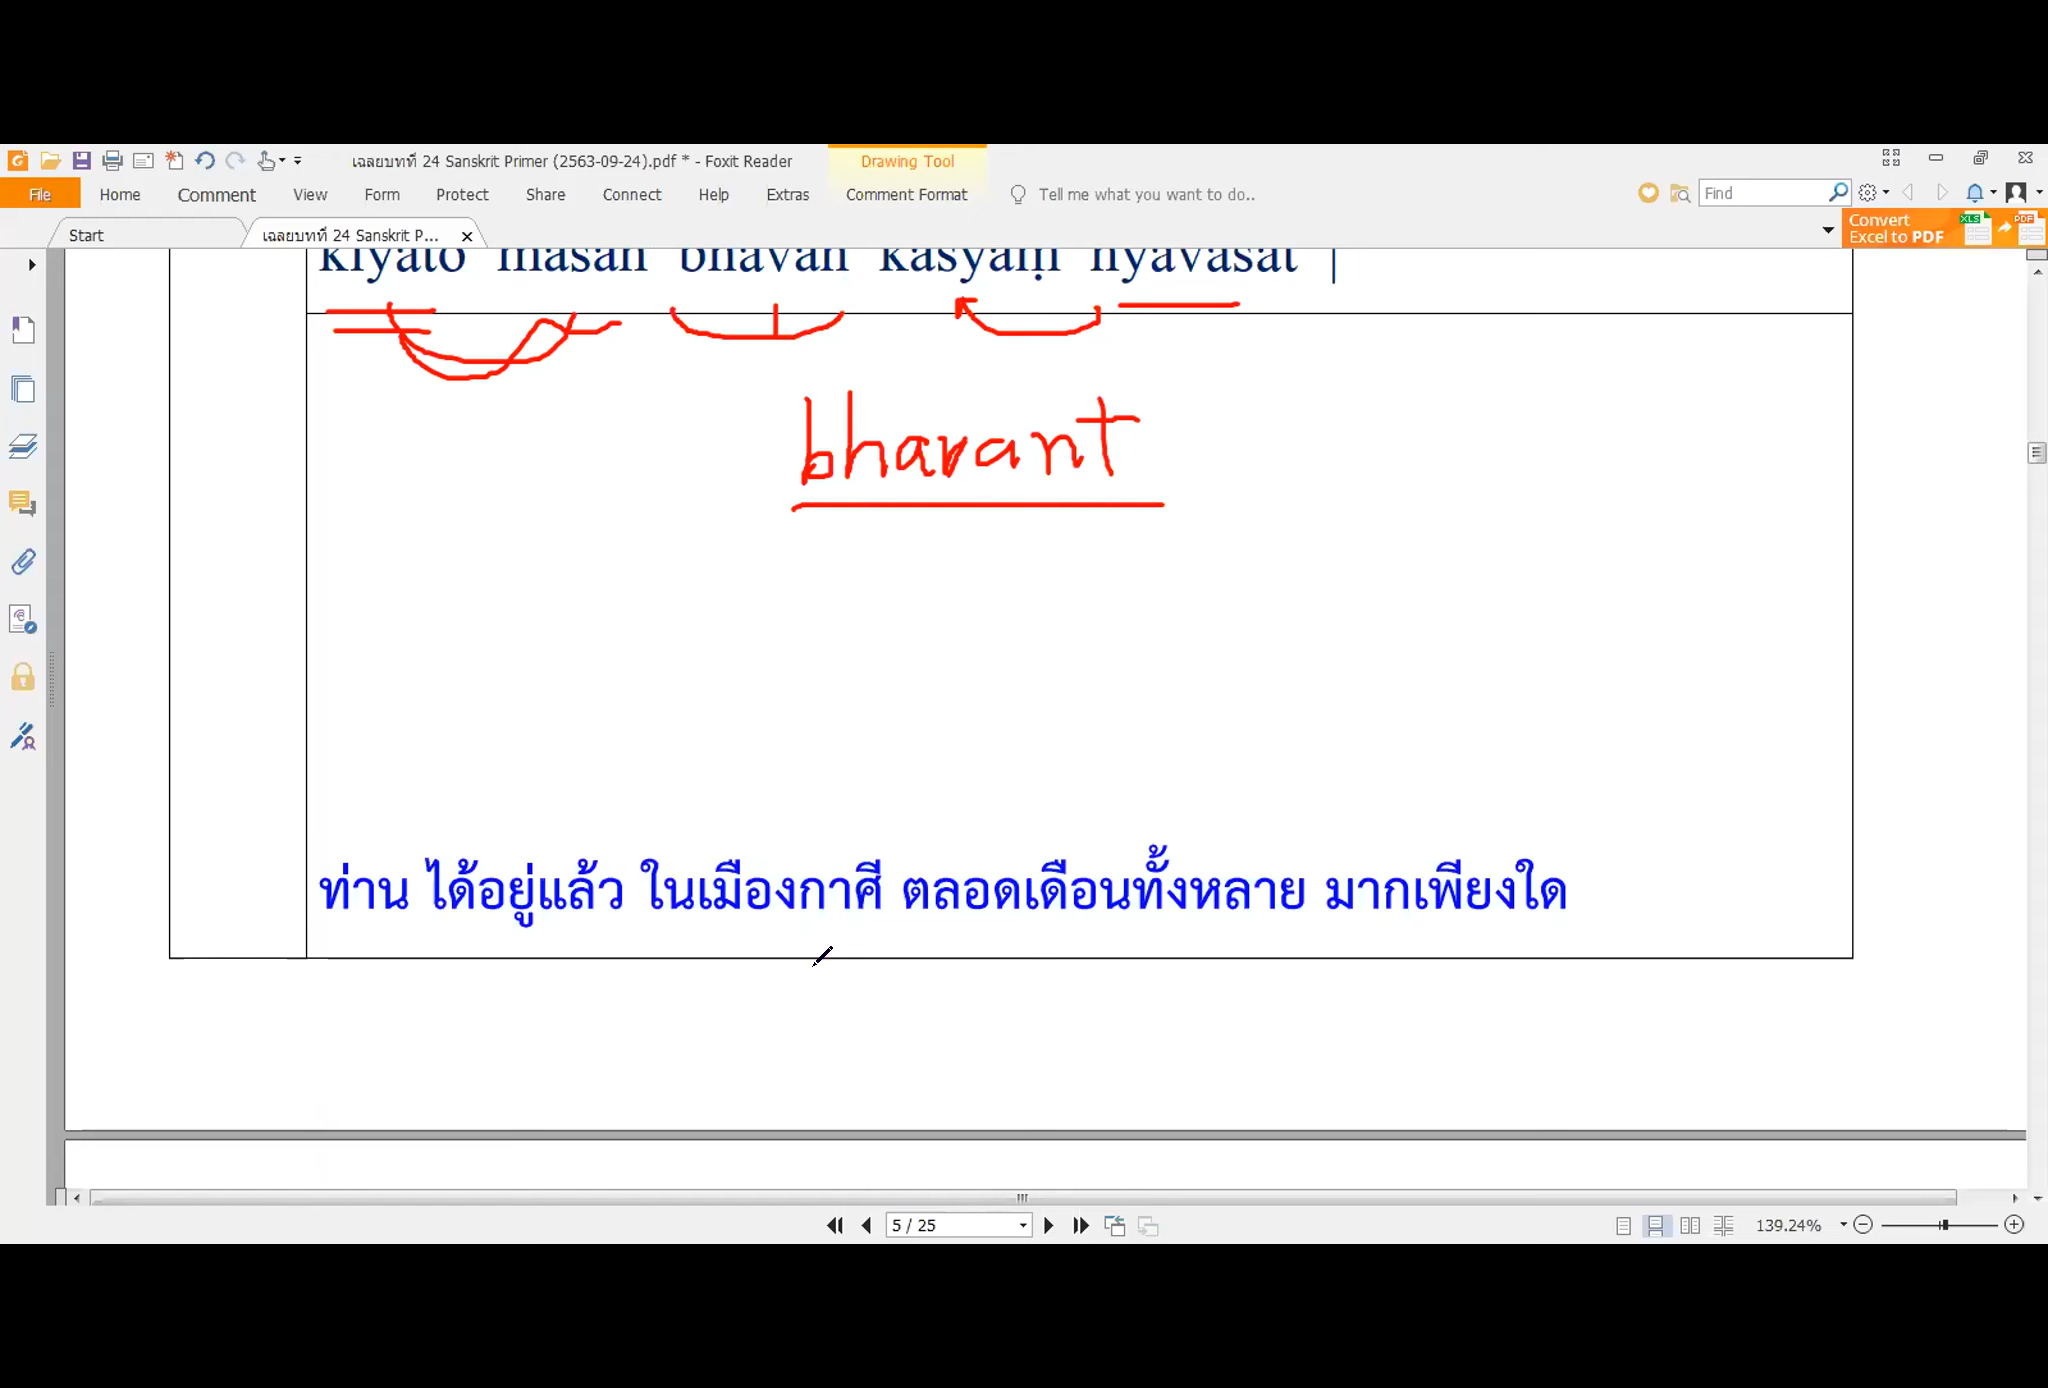 เฉลยบทที่ 24 Sanskrit Primer (2563-09-24).pdf * - Foxit Reader
Drawing Tool
File Home Comment View Form Protect Share Connect Help Extras Comment Format Tell me what you want to do.. Find
Start เฉลยบทที่ 24 Sanskrit P...
Convert
Excel to PDF
XLS PDF
nyavasat |
bhavant
ท่าน ได้อยู่แล้ว ในเมืองกาศี ตลอดเดือนทั้งหลาย มากเพียงใด
5 / 25
139.24%